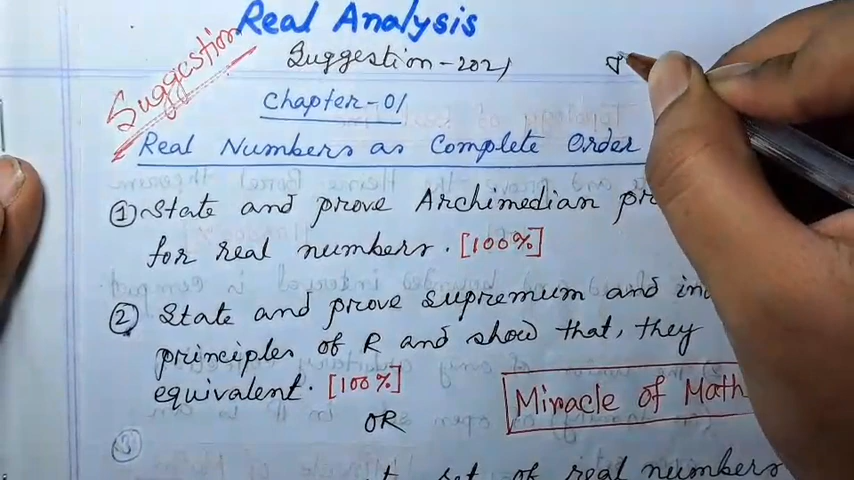 Real Analysis
Suggestion
Suggestion-2021
Chapter-01
Real Numbers as Complete Order
① State and prove Archimedian
for real numbers. [100%]
② State and prove supremum and
principles of R and show that, they
equivalent. [100%]
Miracle of Math
OR
③
set of real numbers